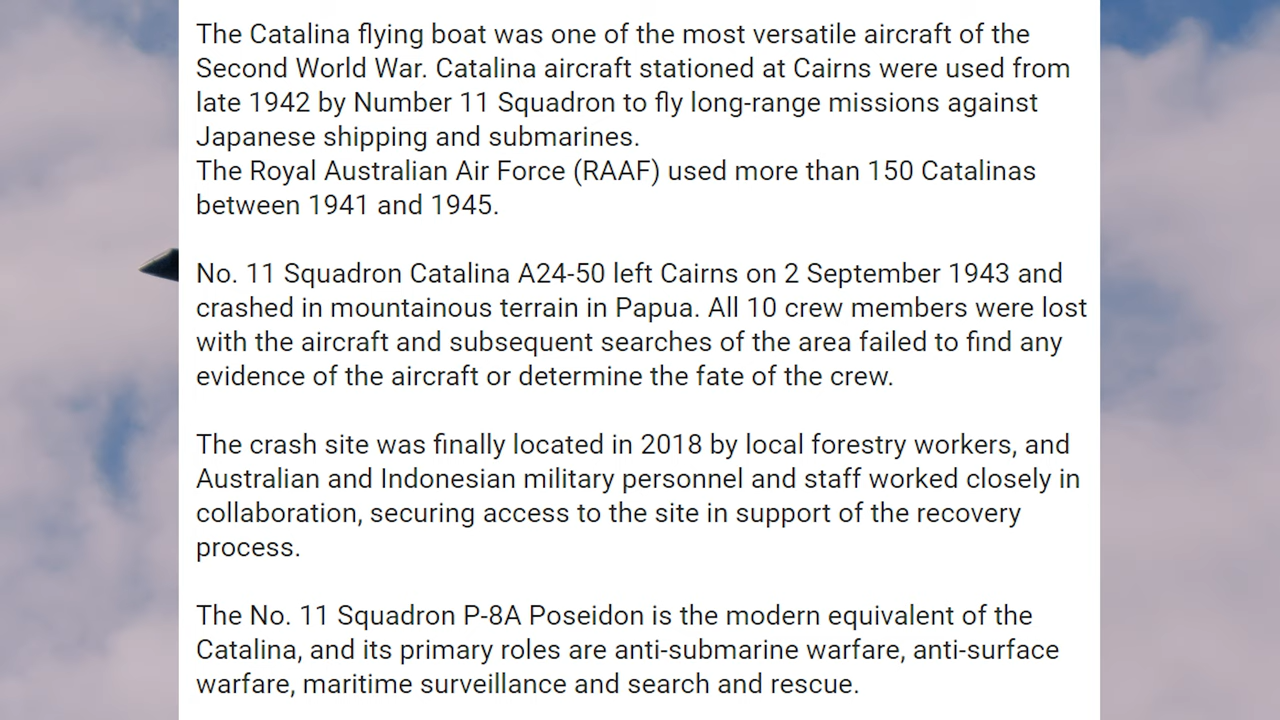 The Catalina flying boat was one of the most versatile aircraft of the
Second World War. Catalina aircraft stationed at Cairns were used from
late 1942 by Number 11 Squadron to fly long-range missions against
Japanese shipping and submarines.
The Royal Australian Air Force (RAAF) used more than 150 Catalinas
between 1941 and 1945.
No. 11 Squadron Catalina A24-50 left Cairns on 2 September 1943 and
crashed in mountainous terrain in Papua. All 10 crew members were lost
with the aircraft and subsequent searches of the area failed to find any
evidence of the aircraft or determine the fate of the crew.
The crash site was finally located in 2018 by local forestry workers, and
Australian and Indonesian military personnel and staff worked closely in
collaboration, securing access to the site in support of the recovery
process.
The No. 11 Squadron P-8A Poseidon is the modern equivalent of the
Catalina, and its primary roles are anti-submarine warfare, anti-surface
warfare, maritime surveillance and search and rescue.